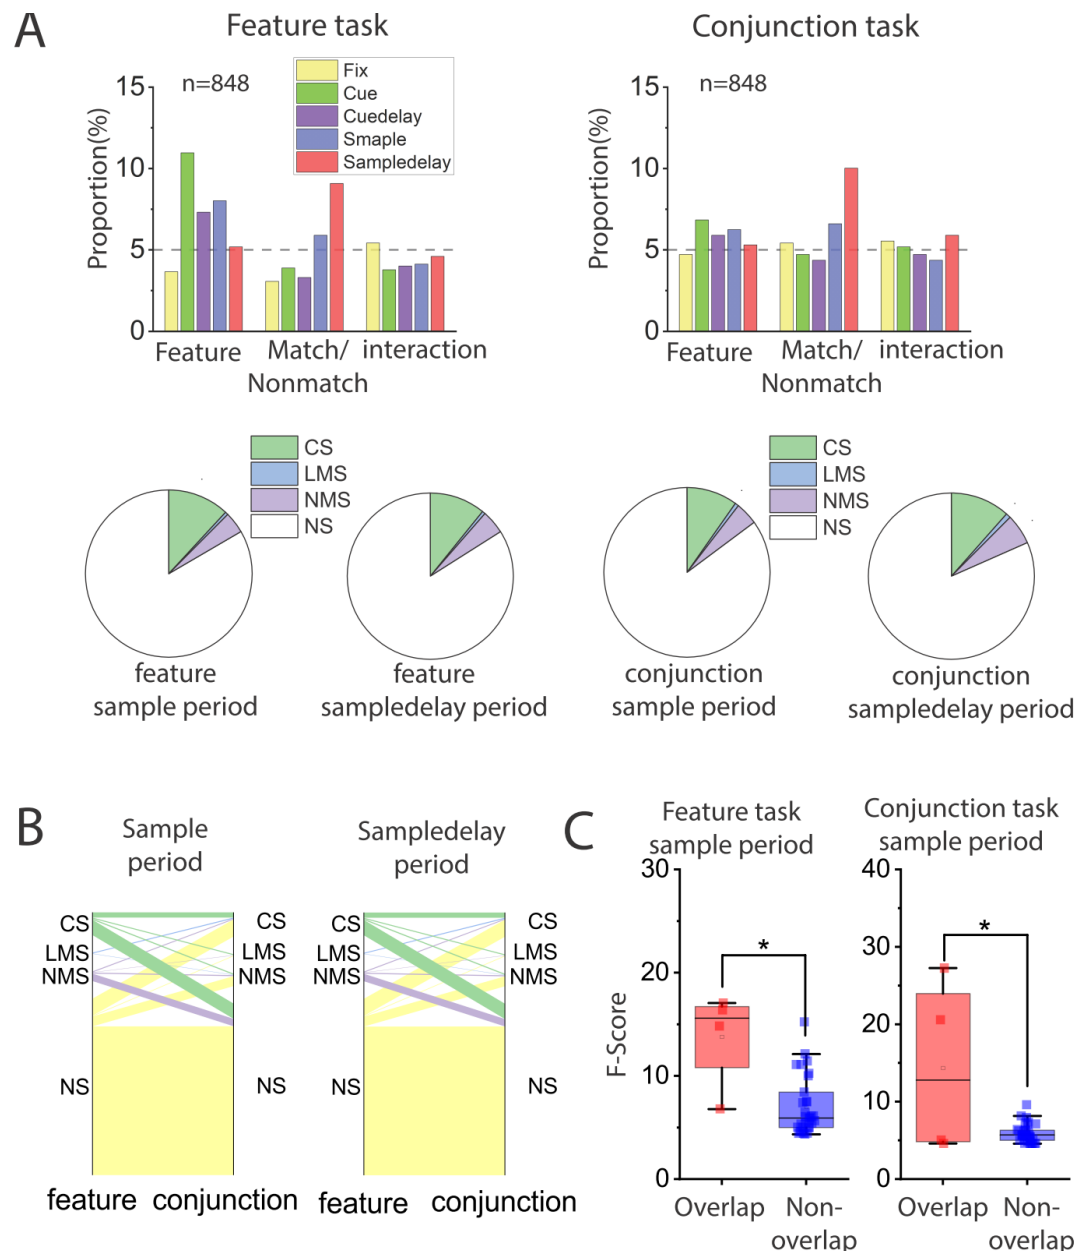 A
Feature task
Conjunction task
n=848
Fix
Cue
Cuedelay
Smaple
Sampledelay
n=848
Proportion(%)
15
10
5
0
Feature
Match/
Nonmatch
interaction
Proportion(%)
15
10
5
0
Feature
Match/
Nonmatch
interaction
CS
LMS
NMS
NS
CS
LMS
NMS
NS
feature
sample period
feature
sampledelay period
conjunction
sample period
conjunction
sampledelay period
B
Sample
period
Sampledelay
period
CS
LMS
NMS
NS
CS
LMS
NMS
NS
CS
LMS
NMS
NS
CS
LMS
NMS
NS
feature conjunction
feature conjunction
C
Feature task
sample period
Conjunction task
sample period
F-Score
30
20
10
0
*
Overlap
Non-
overlap
40
30
20
10
0
*
Overlap
Non-
overlap